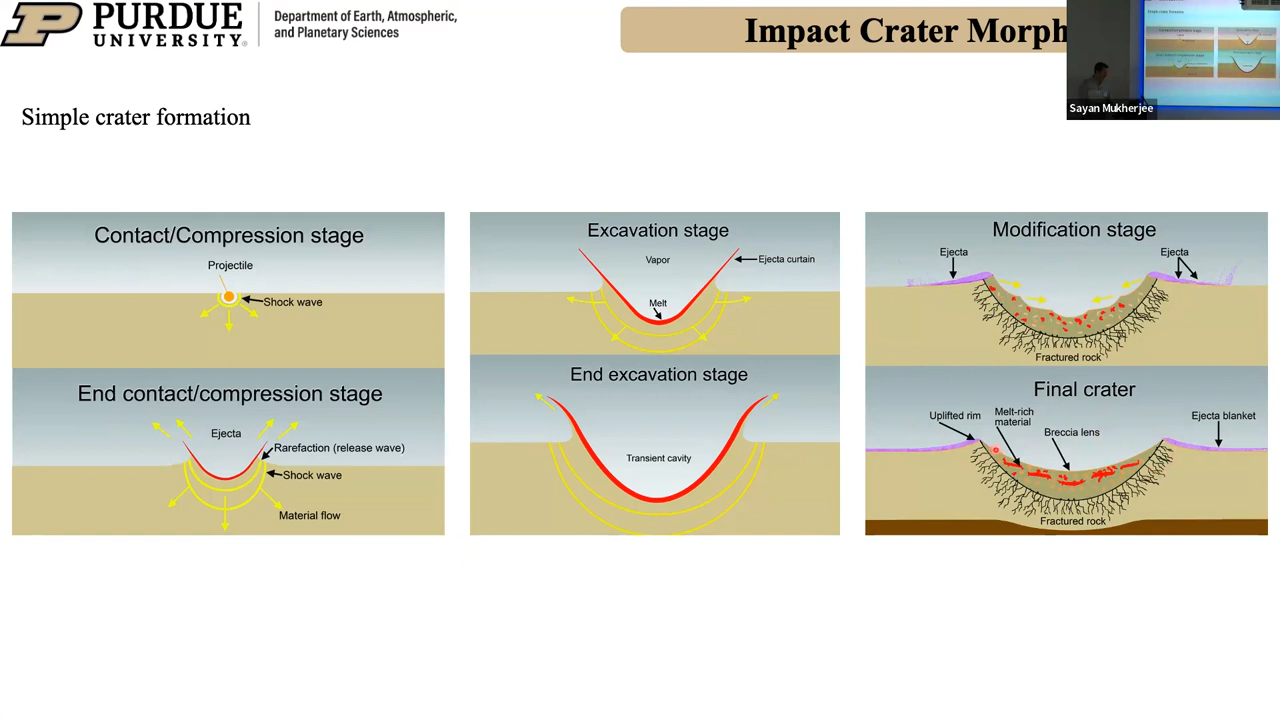 PURDUE
UNIVERSITY
Department of Earth, Atmospheric,
and Planetary Sciences
Impact Crater Morph
Sayan Mukherjee
Simple crater formation
Contact/Compression stage
Projectile
Shock wave
End contact/compression stage
Ejecta
Rarefaction (release wave)
Shock wave
Material flow
Excavation stage
Vapor
Ejecta curtain
Melt
End excavation stage
Transient cavity
Modification stage
Ejecta
Ejecta
Fractured rock
Final crater
Uplifted rim
Melt-rich
material
Breccia lens
Ejecta blanket
Fractured rock